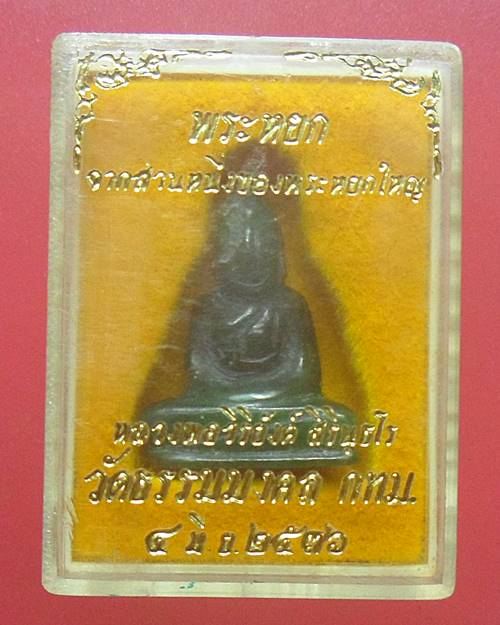 พระหยก
จากส่วนหนึ่งของพระหยกใหญ่
หลวงพ่อวิริยังค์ สิรินฺธโร
วัดธรรมมงคล กทม.
๔ มิ.ย.๒๕๓๖